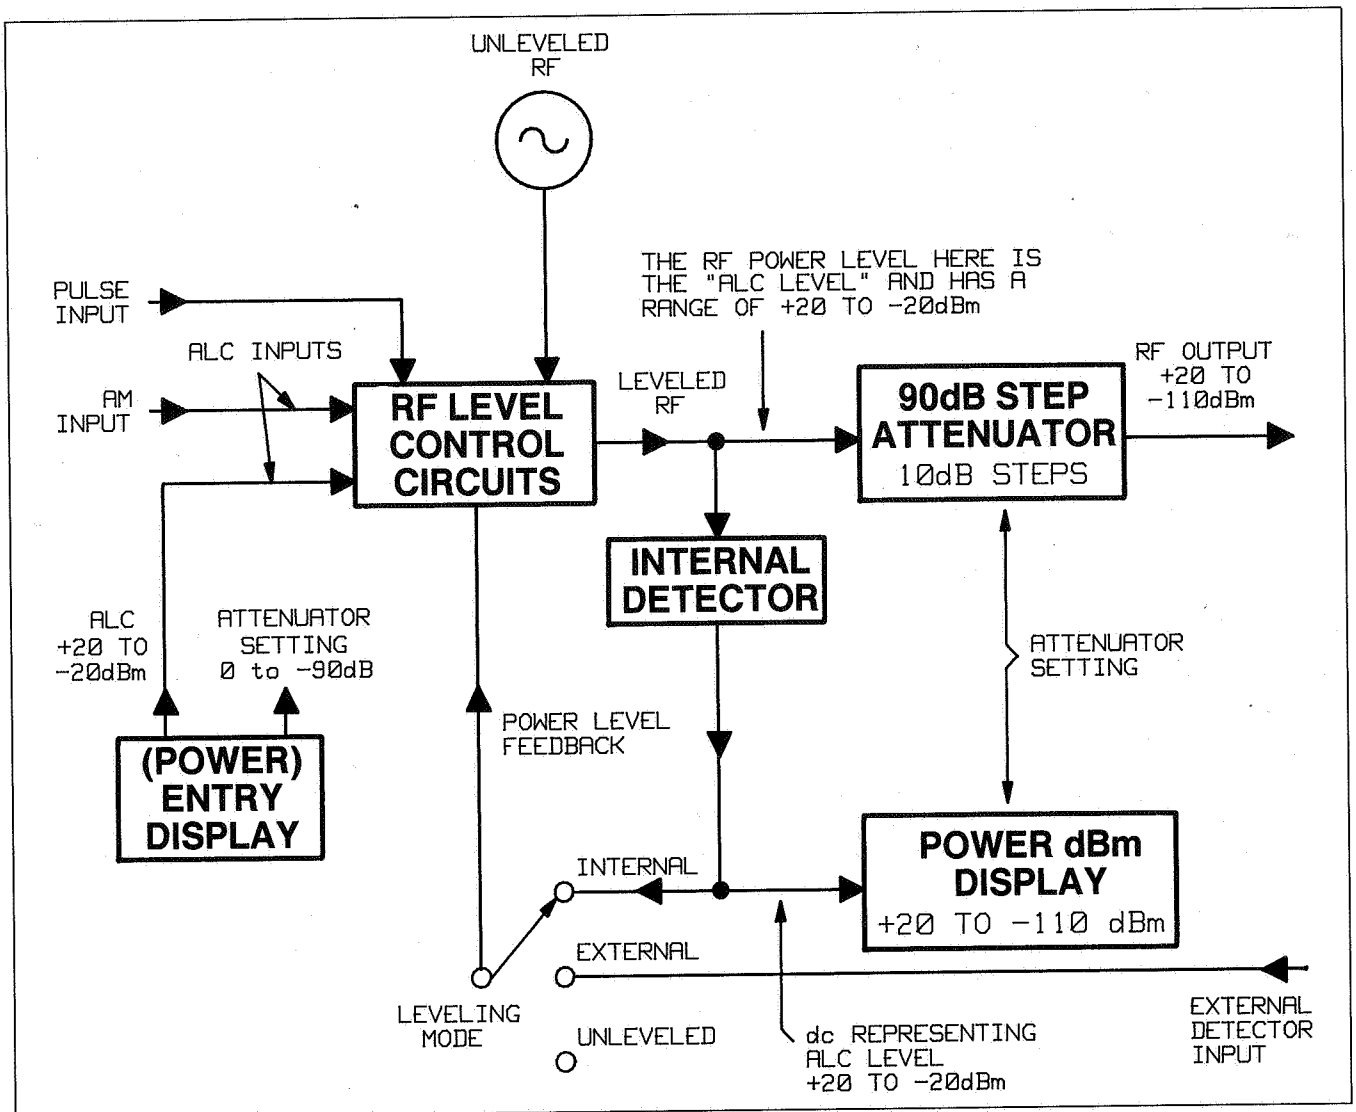 UNLEVELED
RF
THE RF POWER LEVEL HERE IS
THE "ALC LEVEL" AND HAS A
RANGE OF +20 TO -20dBm
PULSE
INPUT
ALC INPUTS
AM
INPUT
RF LEVEL
CONTROL
CIRCUITS
LEVELED
RF
90dB STEP
ATTENUATOR
10dB STEPS
RF OUTPUT
+20 TO
-110dBm
INTERNAL
DETECTOR
ALC
+20 TO
-20dBm
ATTENUATOR
SETTING
0 to -90dB
ATTENUATOR
SETTING
POWER LEVEL
FEEDBACK
(POWER)
ENTRY
DISPLAY
POWER dBm
DISPLAY
+20 TO -110 dBm
INTERNAL
EXTERNAL
LEVELING
MODE
UNLEVELED
dc REPRESENTING
ALC LEVEL
+20 TO -20dBm
EXTERNAL
DETECTOR
INPUT